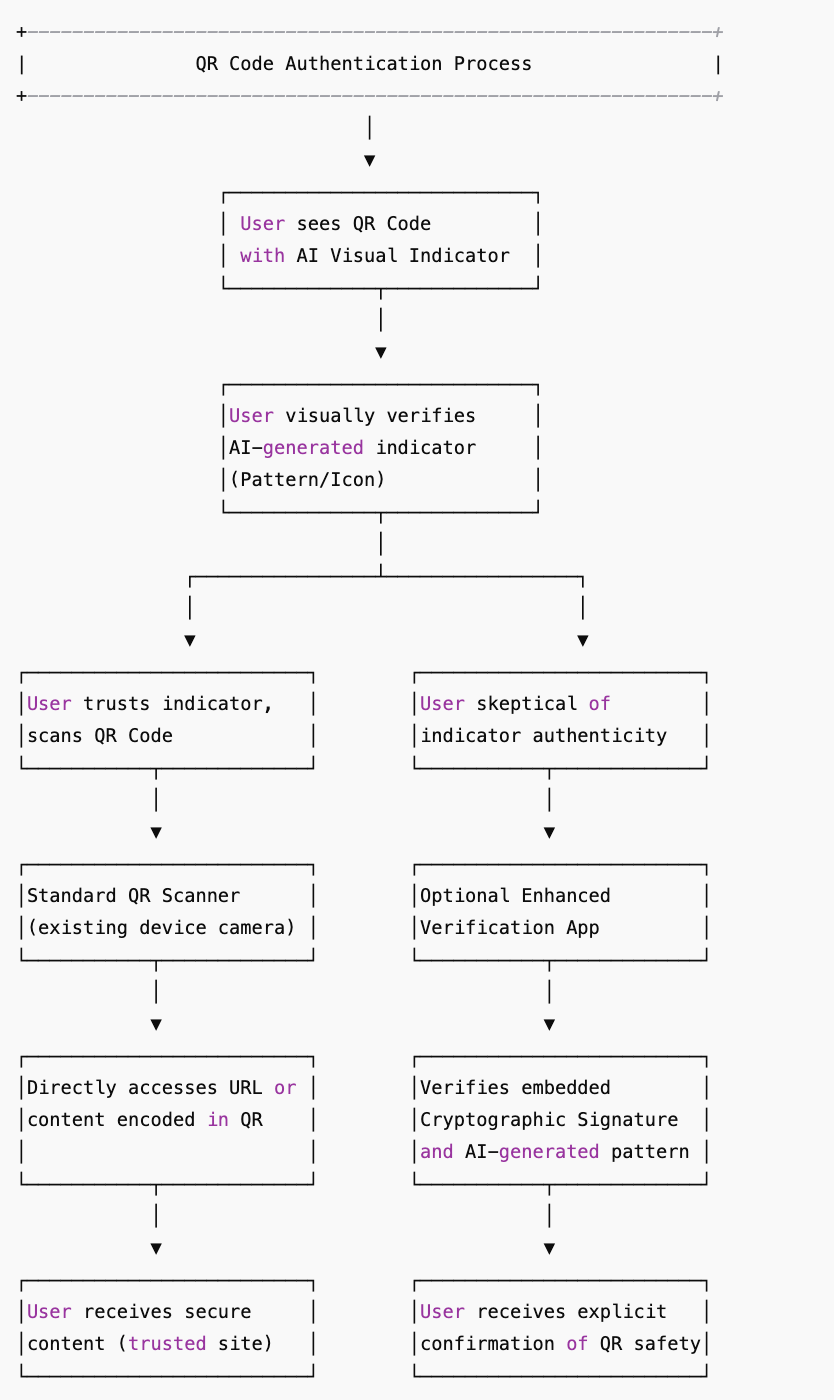 QR Code Authentication Process
User sees QR Code
with AI Visual Indicator
User visually verifies
AI-generated indicator
(Pattern/Icon)
User trusts indicator,
scans QR Code
User skeptical of
indicator authenticity
Standard QR Scanner
(existing device camera)
Optional Enhanced
Verification App
Directly accesses URL or
content encoded in QR
Verifies embedded
Cryptographic Signature
and AI-generated pattern
User receives secure
content (trusted site)
User receives explicit
confirmation of QR safety